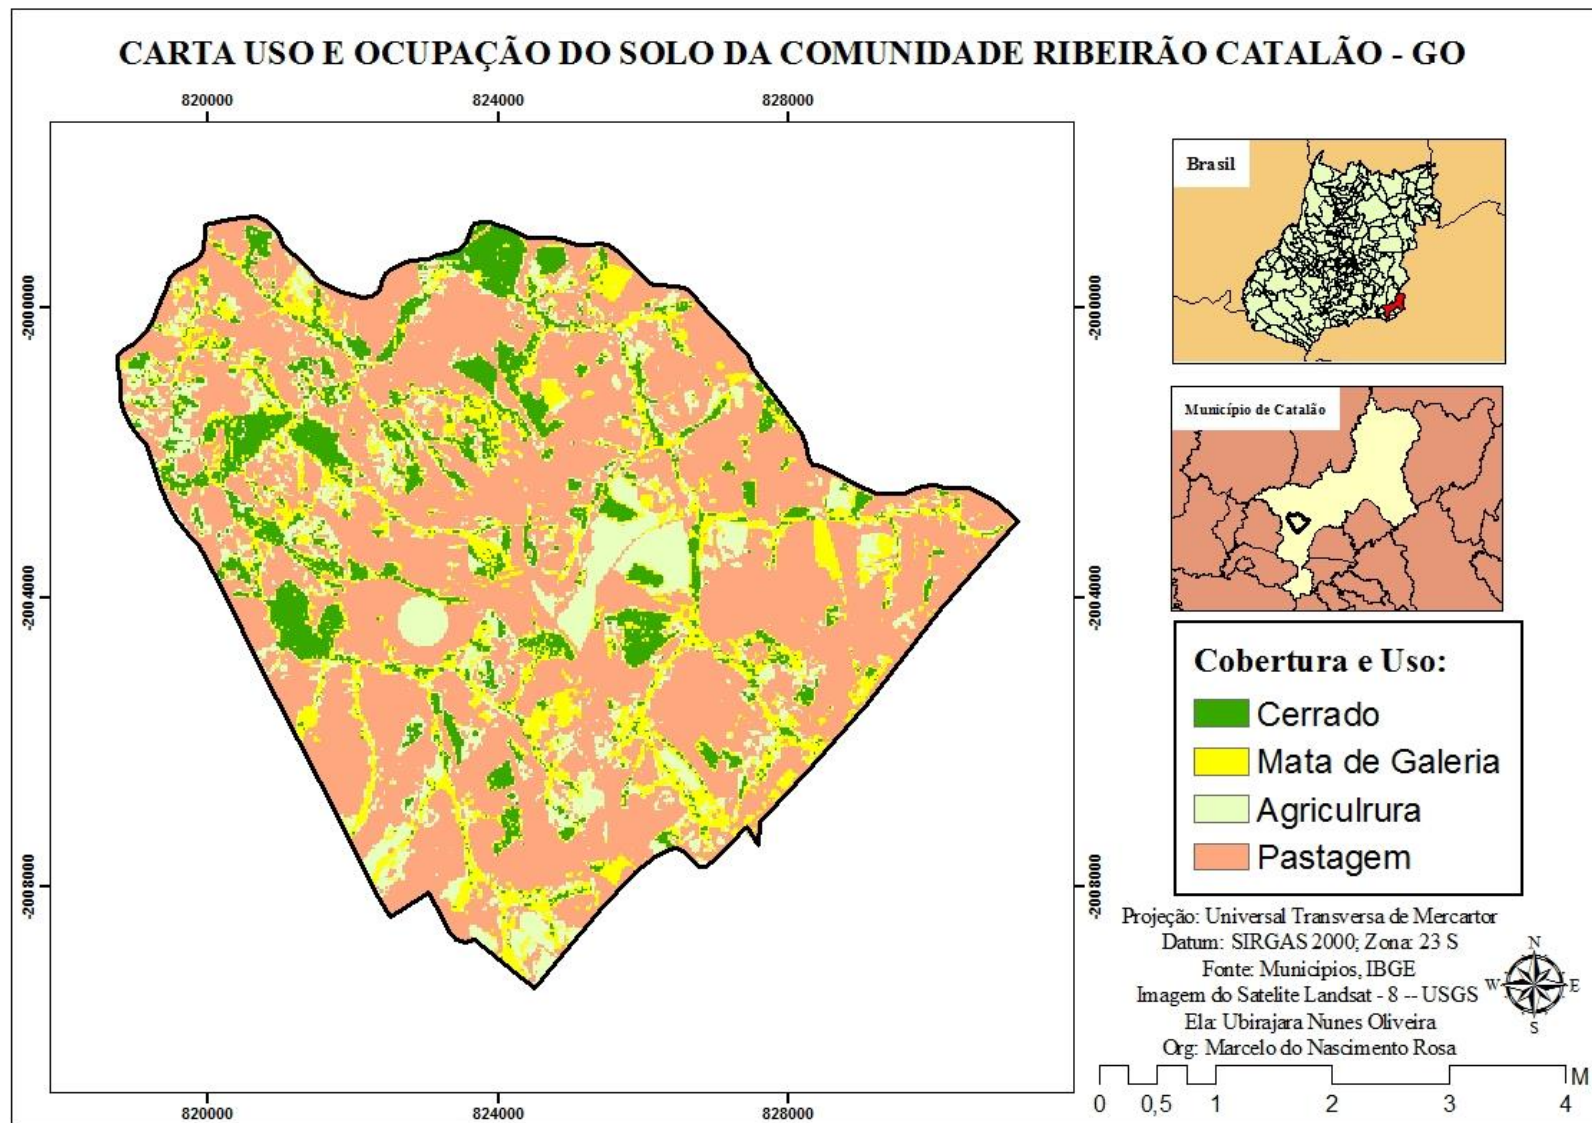 CARTA USO E OCUPAÇÃO DO SOLO DA COMUNIDADE RIBEIRÃO CATALÃO - GO
820000 824000 828000
-2000000
-2000000
-2004000
-2004000
-2008000
-2008000
820000 824000 828000
Brasil
Município de Catalão
Cobertura e Uso:
Cerrado
Mata de Galeria
Agriculrura
Pastagem
Projeção: Universal Transversa de Mercartor
Datum: SIRGAS 2000; Zona: 23 S
Fonte: Municípios, IBGE
Imagem do Satelite Landsat - 8 -- USGS
Ela: Ubirajara Nunes Oliveira
Org: Marcelo do Nascimento Rosa
N
W E
S
M
0 0,5 1 2 3 4